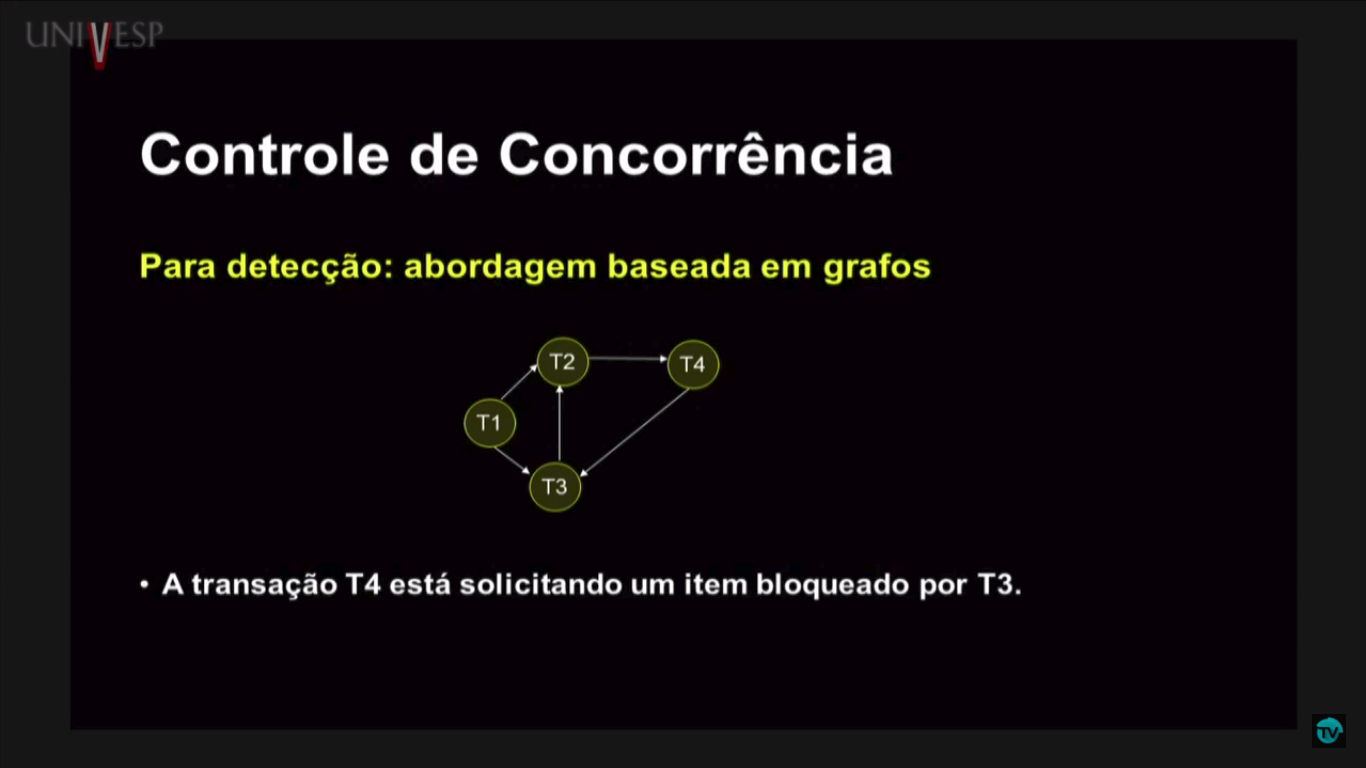 UNIVESP
Controle de Concorrência
Para detecção: abordagem baseada em grafos
T2
T4
T1
T3
• A transação T4 está solicitando um item bloqueado por T3.
TV